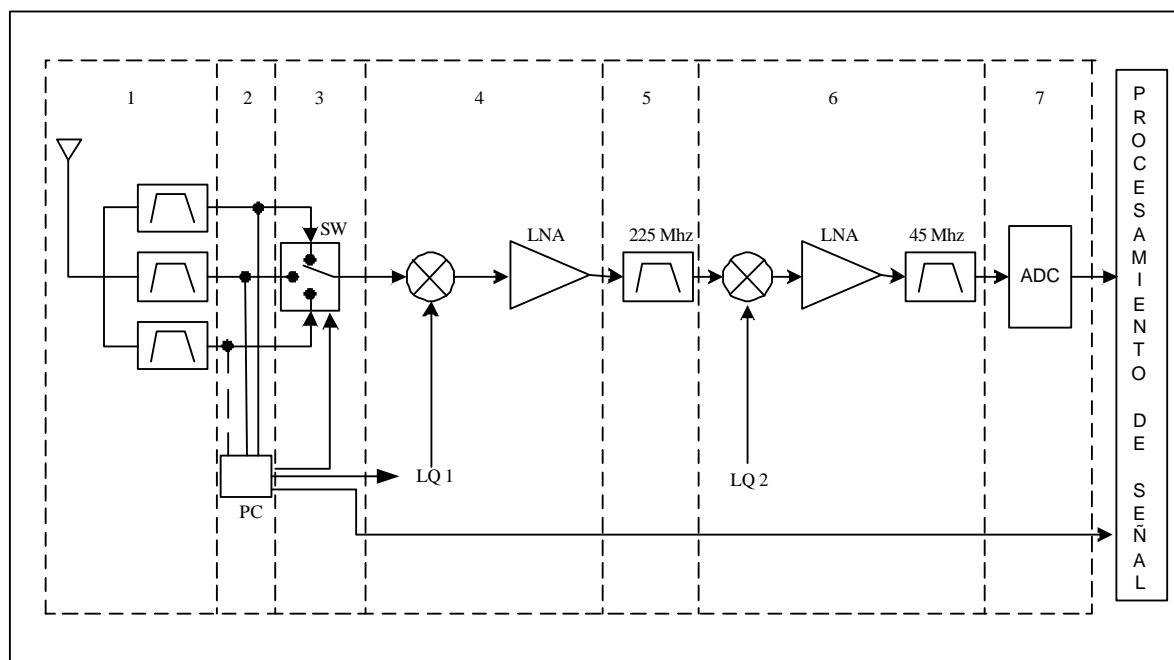 1
2
3
4
5
6
7
SW
LNA
225 Mhz
LNA
45 Mhz
ADC
LQ 1
LQ 2
PC
PROCESAMIENTO DE SEÑAL